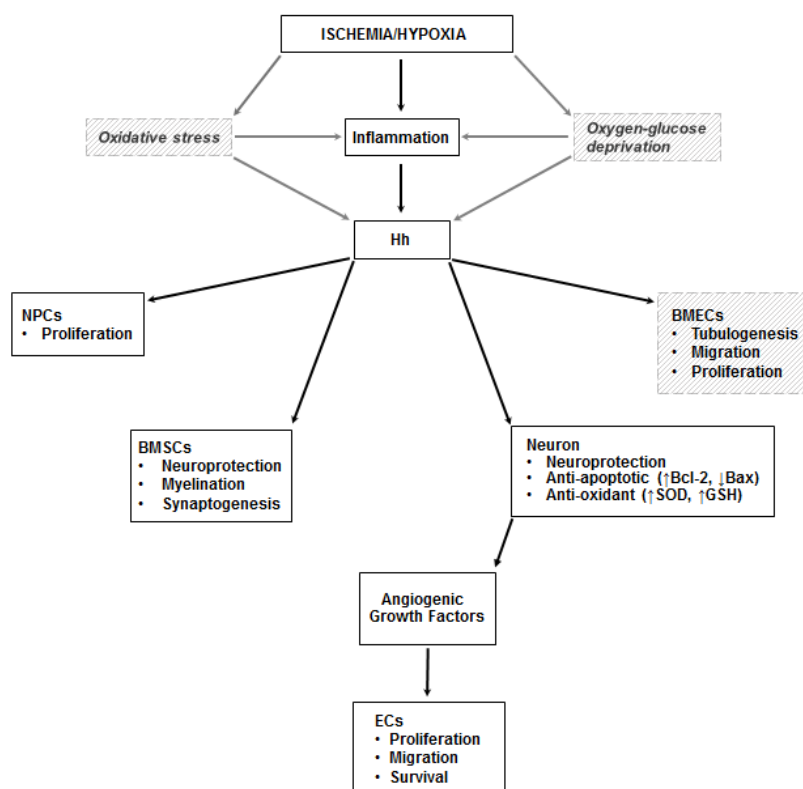 ISCHEMIA/HYPOXIA
Oxidative stress
Inflammation
Oxygen-glucose
deprivation
Hh
NPCs
• Proliferation
BMECs
• Tubulogenesis
• Migration
• Proliferation
BMSCs
• Neuroprotection
• Myelination
• Synaptogenesis
Neuron
• Neuroprotection
• Anti-apoptotic (↑Bcl-2, ↓Bax)
• Anti-oxidant (↑SOD, ↑GSH)
Angiogenic
Growth Factors
ECs
• Proliferation
• Migration
• Survival